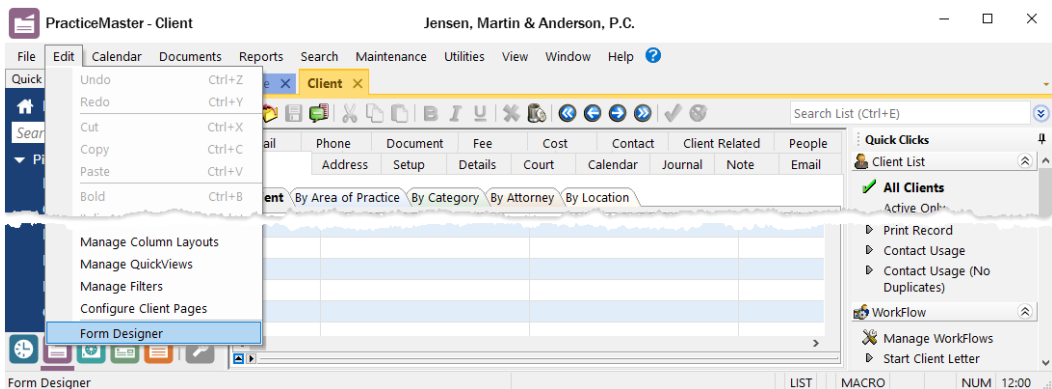 PracticeMaster - Client
Jensen, Martin & Anderson, P.C.
File Edit Calendar Documents Reports Search Maintenance Utilities View Window Help ?
Quick
Undo Ctrl+Z
Redo Ctrl+Y
Cut Ctrl+X
Copy Ctrl+C
Paste Ctrl+V
Bold Ctrl+B
Manage Column Layouts
Manage QuickViews
Manage Filters
Configure Client Pages
Form Designer
Client
B I U
Search List (Ctrl+E)
Phone Document Fee Cost Contact Client Related People
Address Setup Details Court Calendar Journal Note Email
By Area of Practice By Category By Attorney By Location
Quick Clicks
Client List
All Clients
Active Only
Print Record
Contact Usage
Contact Usage (No
Duplicates)
WorkFlow
Manage WorkFlows
Start Client Letter
Form Designer LIST MACRO NUM 12:00